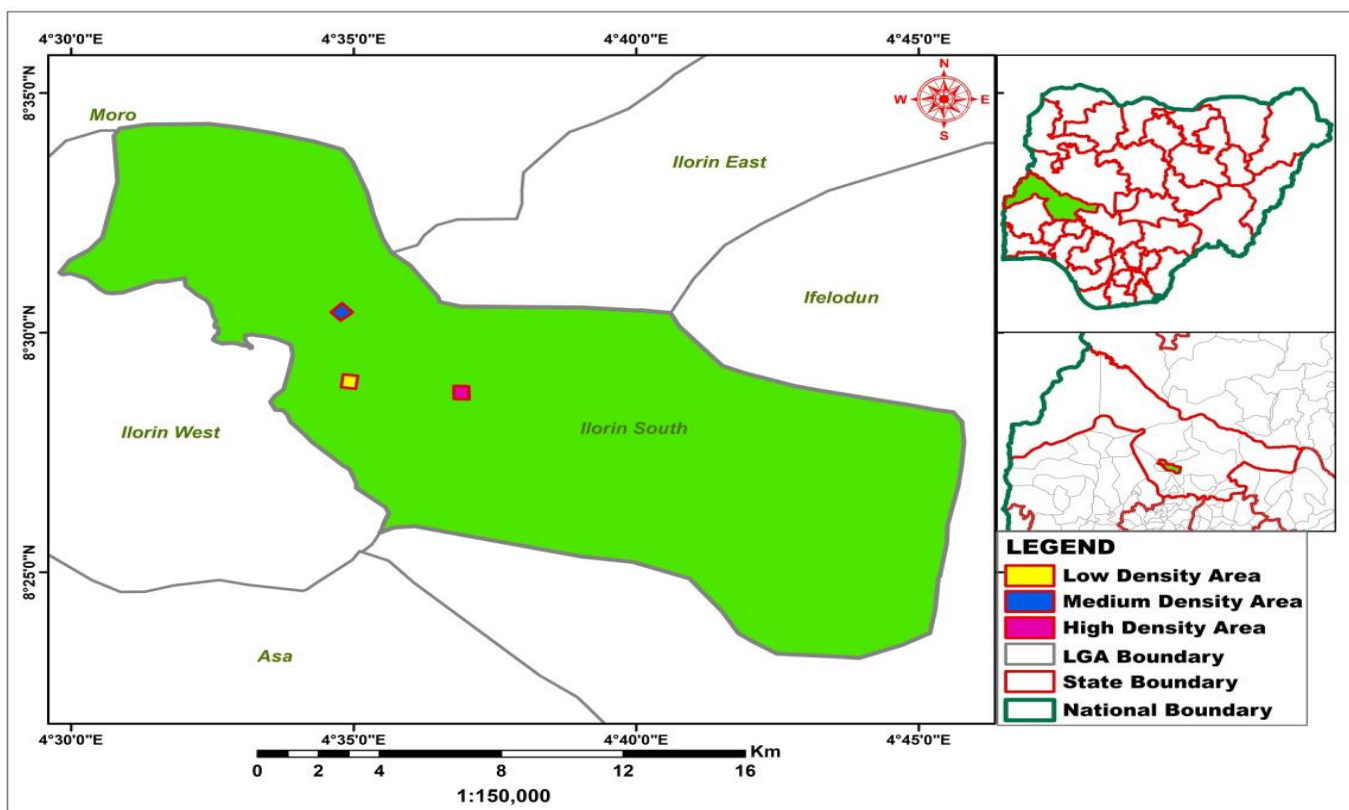 4°30'0"E
4°35'0"E
4°40'0"E
4°45'0"E
8°35'0"N
8°30'0"N
8°25'0"N
N
W
E
S
Moro
Ilorin East
Ifelodun
Ilorin West
Ilorin South
Asa
4°30'0"E
4°35'0"E
4°40'0"E
4°45'0"E
Km
0 2 4 8 12 16
1:150,000
LEGEND
Low Density Area
Medium Density Area
High Density Area
LGA Boundary
State Boundary
National Boundary